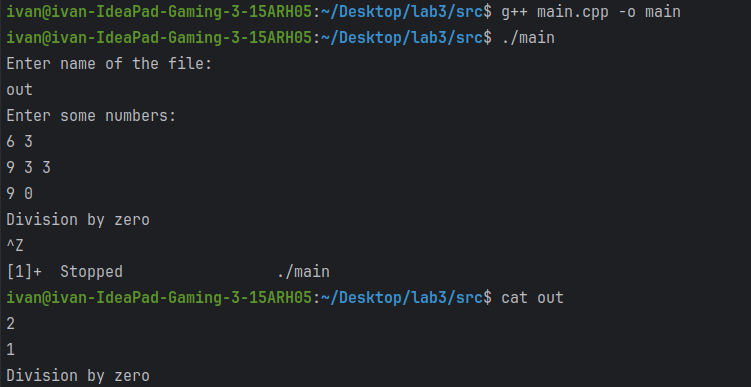 ivan@ivan-IdeaPad-Gaming-3-15ARH05:~/Desktop/lab3/src$ g++ main.cpp -o main
ivan@ivan-IdeaPad-Gaming-3-15ARH05:~/Desktop/lab3/src$ ./main
Enter name of the file:
out
Enter some numbers:
6 3
9 3 3
9 0
Division by zero
^Z
[1]+  Stopped                 ./main
ivan@ivan-IdeaPad-Gaming-3-15ARH05:~/Desktop/lab3/src$ cat out
2
1
Division by zero